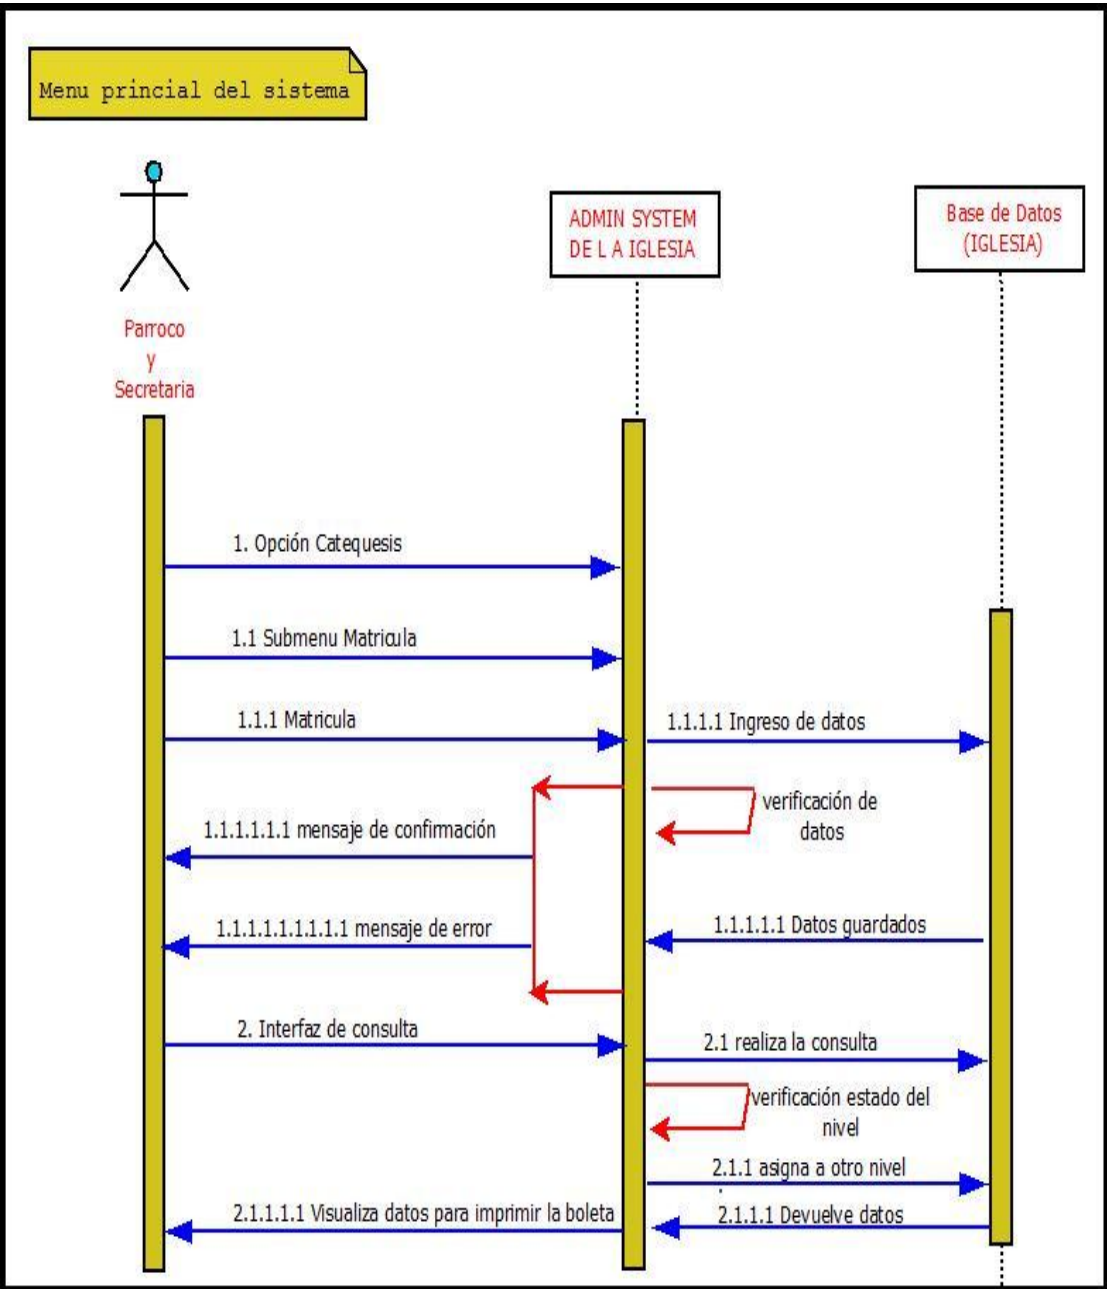 Menu princial del sistema
ADMIN SYSTEM
DE L A IGLESIA
Base de Datos
(IGLESIA)
Parroco
y
Secretaria
1. Opción Catequesis
1.1 Submenu Matricula
1.1.1 Matricula
1.1.1.1 Ingreso de datos
verificación de
datos
1.1.1.1.1.1 mensaje de confirmación
1.1.1.1.1.1.1.1.1 mensaje de error
1.1.1.1.1 Datos guardados
2. Interfaz de consulta
2.1 realiza la consulta
verificación estado del
nivel
2.1.1 asigna a otro nivel
2.1.1.1.1 Visualiza datos para imprimir la boleta
2.1.1.1 Devuelve datos